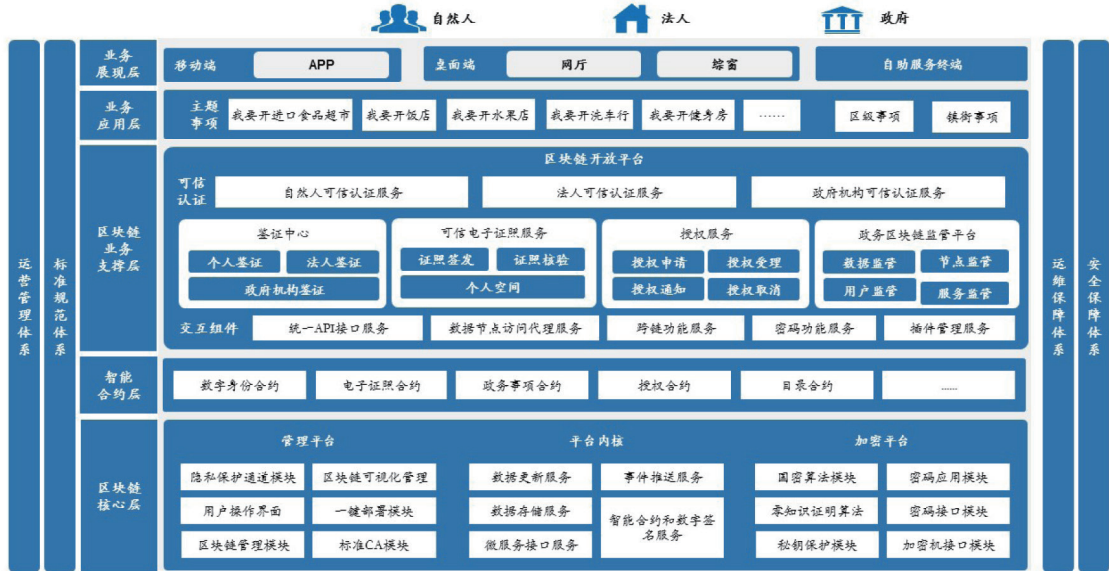 自然人
法人
政府
运营管理体系
标准规范体系
业务
展现层
移动端
APP
桌面端
网厅
综窗
自助服务终端
业务
应用层
主题
事项
我要开进口食品超市
我要开饭店
我要开水果店
我要开洗车行
我要开健身房
……
区级事项
镇街事项
区块链
业务
支撑层
区块链开放平台
可信
认证
自然人可信认证服务
法人可信认证服务
政府机构可信认证服务
鉴证中心
个人鉴证
法人鉴证
政府机构鉴证
可信电子证照服务
证照签发
证照核验
个人空间
授权服务
授权申请
授权受理
授权通知
授权取消
政务区块链监管平台
数据监管
节点监管
用户监管
服务监管
交互组件
统一API接口服务
数据节点访问代理服务
跨链功能服务
密码功能服务
插件管理服务
智能
合约层
数字身份合约
电子证照合约
政务事项合约
授权合约
目录合约
……
区块链
核心层
管理平台
隐私保护通道模块
区块链可视化管理
用户操作界面
一键部署模块
区块链管理模块
标准CA模块
平台内核
数据更新服务
事件推送服务
数据存储服务
智能合约和数字签
名服务
微服务接口服务
加密平台
国密算法模块
密码应用模块
零知识证明算法
密码接口模块
秘钥保护模块
加密机接口模块
运维保障体系
安全保障体系